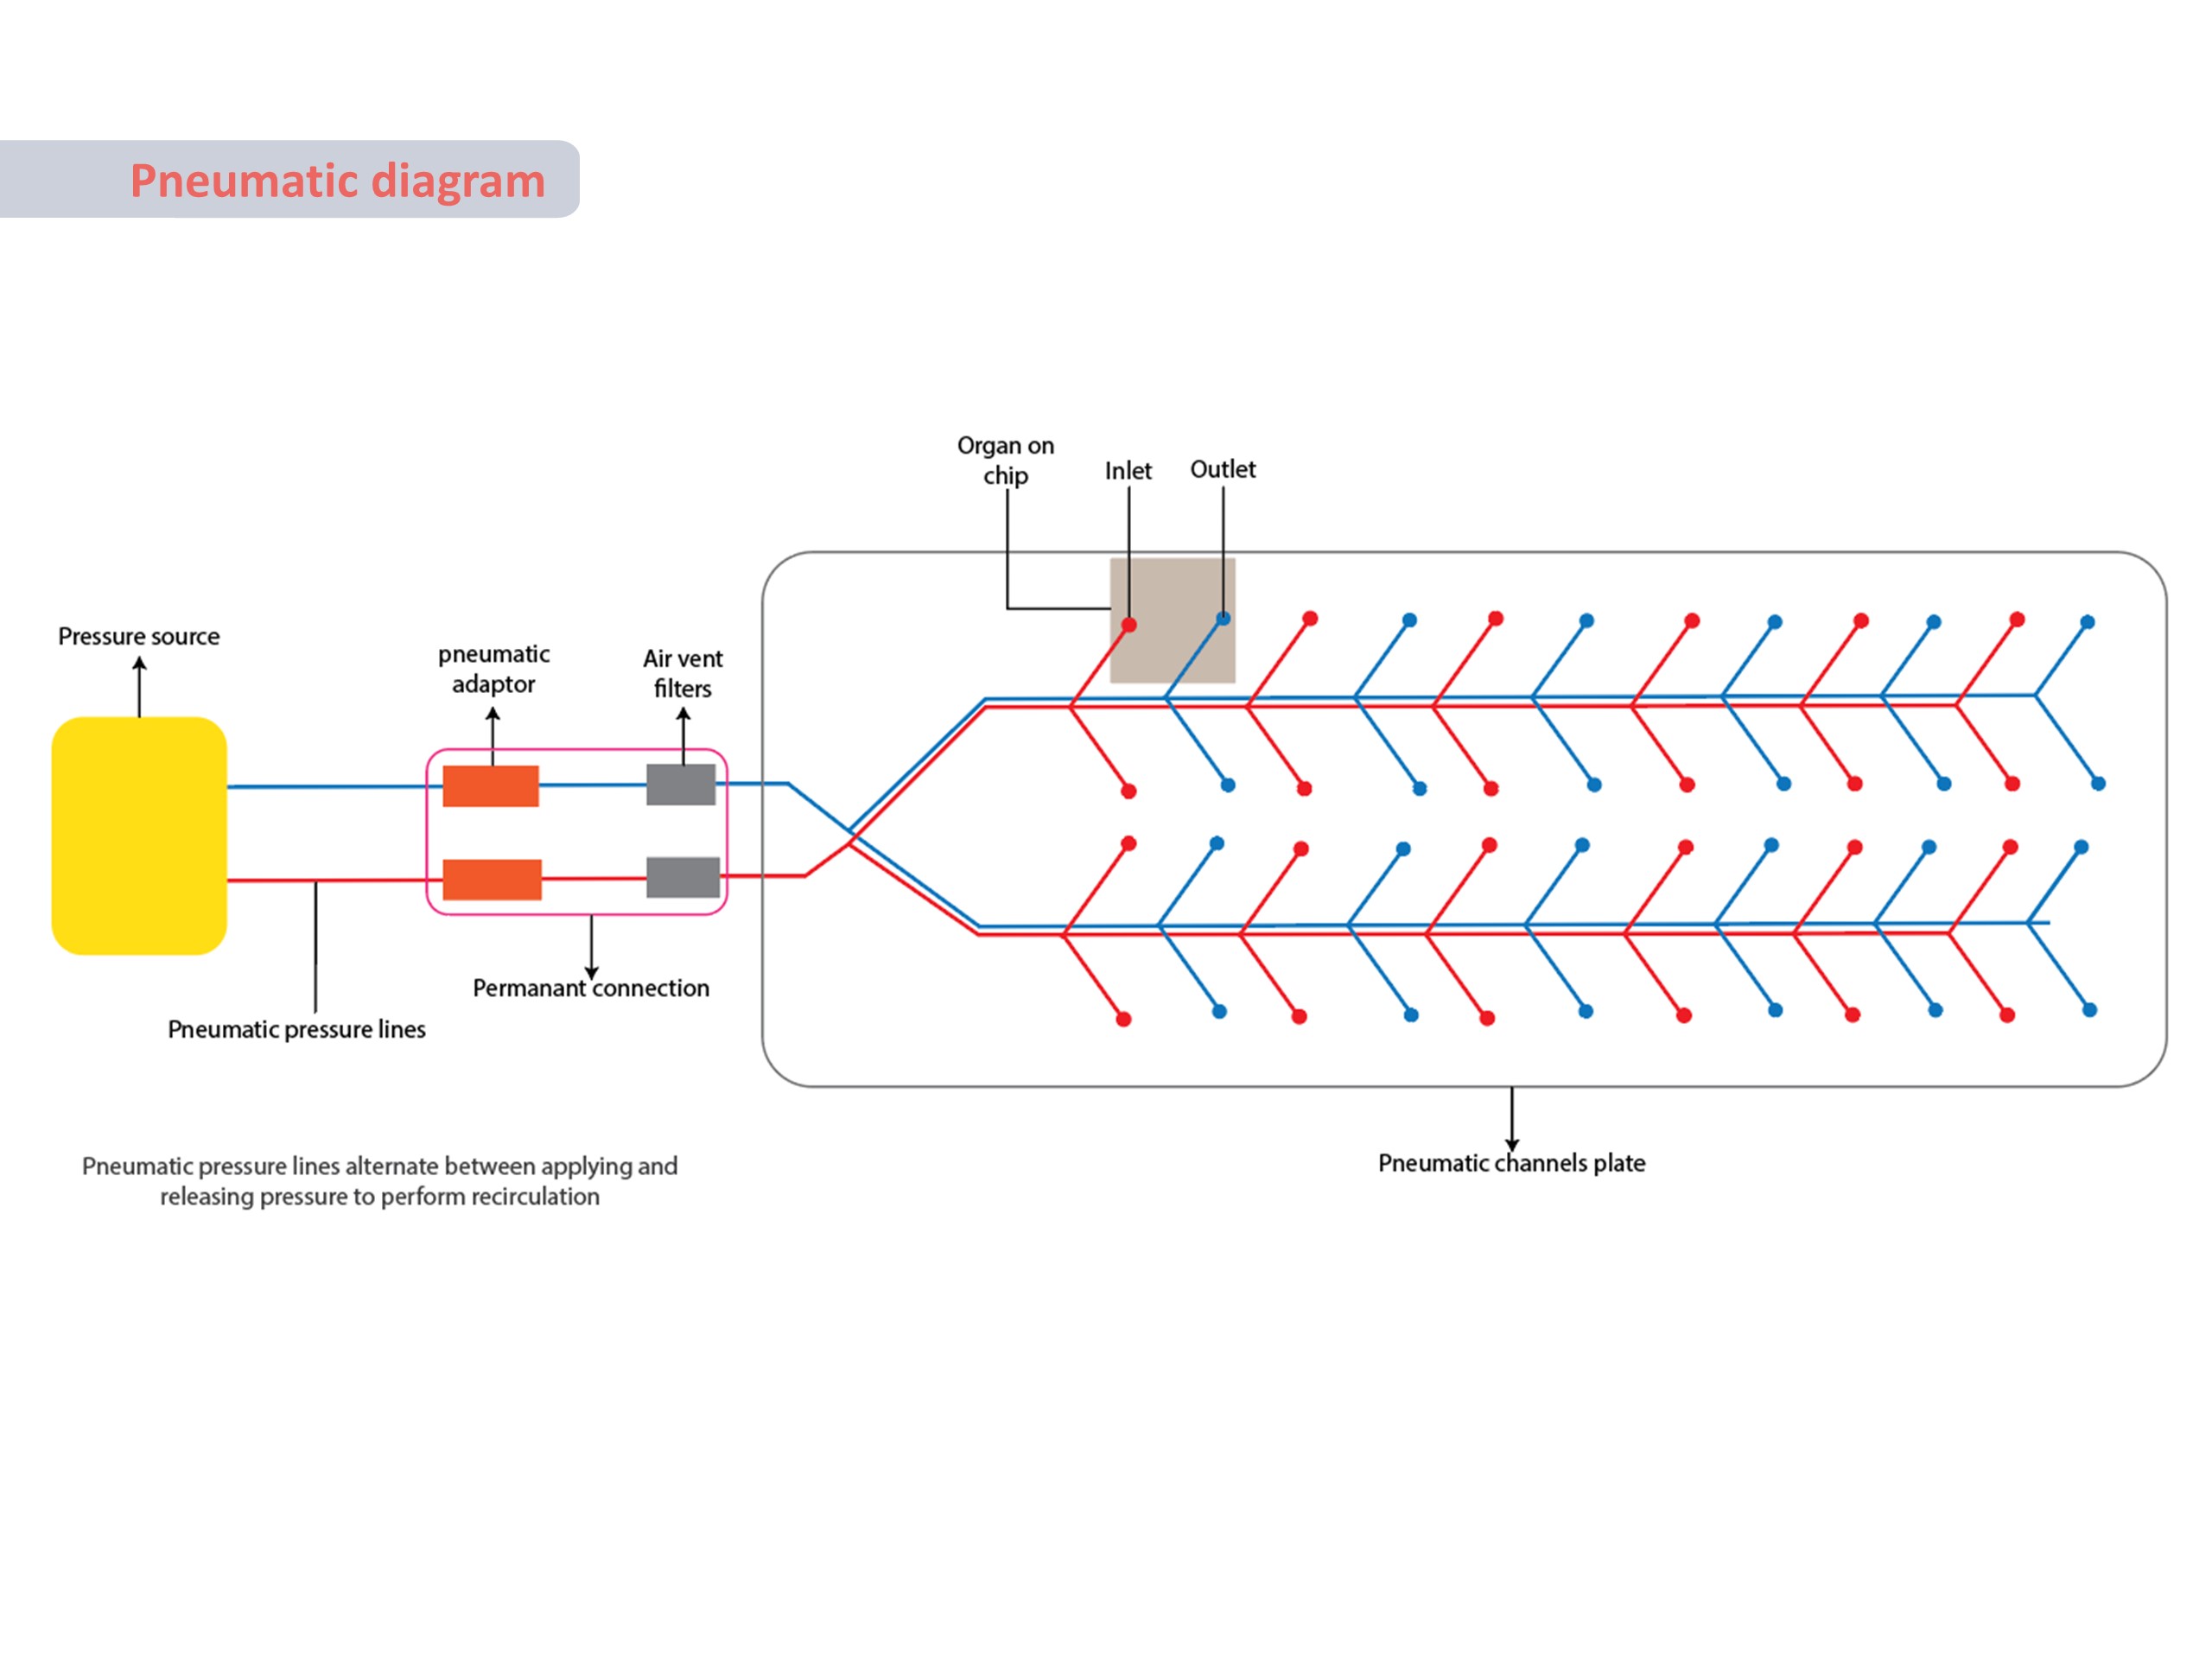 Pneumatic diagram
Organ on
chip
Inlet
Outlet
Pressure source
pneumatic
adaptor
Air vent
filters
Permanant connection
Pneumatic pressure lines
Pneumatic channels plate
Pneumatic pressure lines alternate between applying and
releasing pressure to perform recirculation